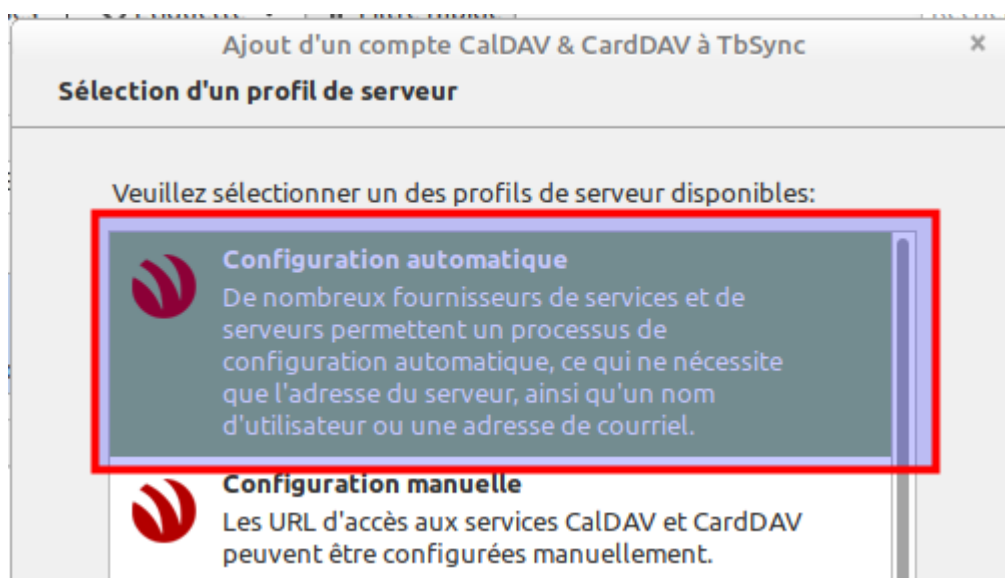 Ajout d'un compte CalDAV & CardDAV à TbSync
Sélection d'un profil de serveur
Veuillez sélectionner un des profils de serveur disponibles:
Configuration automatique
De nombreux fournisseurs de services et de
serveurs permettent un processus de
configuration automatique, ce qui ne nécessite
que l'adresse du serveur, ainsi qu'un nom
d'utilisateur ou une adresse de courriel.
Configuration manuelle
Les URL d'accès aux services CalDAV et CardDAV
peuvent être configurées manuellement.